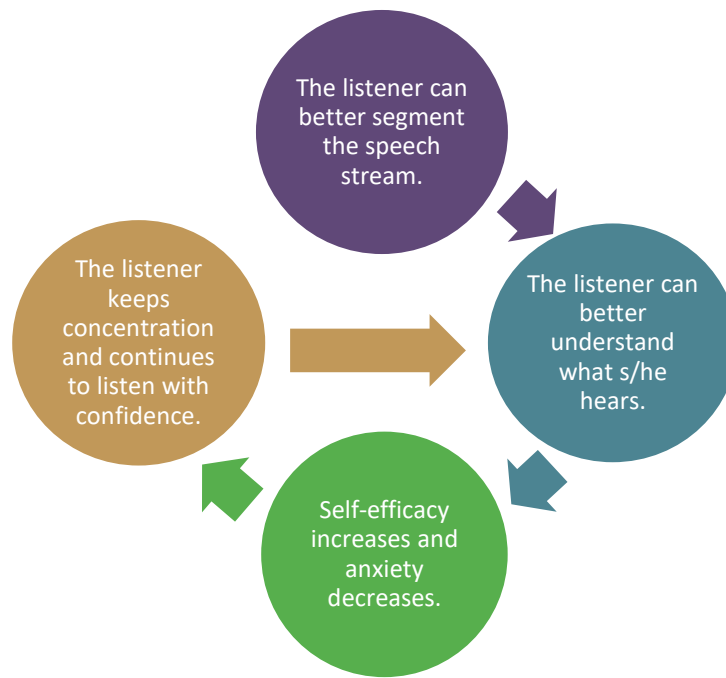 The listener can
better segment
the speech
stream.
The listener can
better
understand
what s/he
hears.
Self-efficacy
increases and
anxiety
decreases.
The listener
keeps
concentration
and continues
to listen with
confidence.